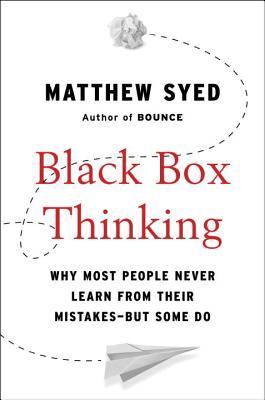 MATTHEW SYED
Author of BOUNCE
Black Box
Thinking
WHY MOST PEOPLE NEVER
LEARN FROM THEIR
MISTAKES–BUT SOME DO